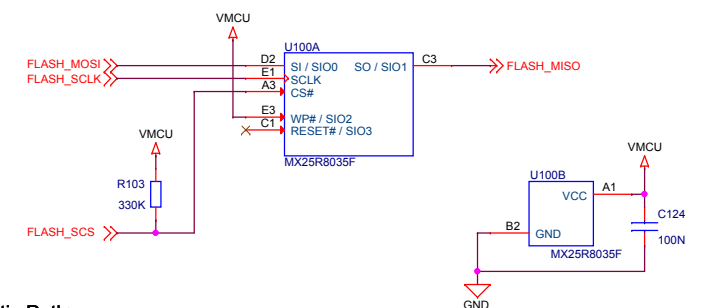 VMCU
U100A
FLASH_MOSI D2 SI / SIO0 SO / SIO1 C3 FLASH_MISO
FLASH_SCLK E1 SCLK
A3 CS#
E3 WP# / SIO2
C1 RESET# / SIO3
MX25R8035F
VMCU
R103
330K
FLASH_SCS
VMCU
U100B
VCC A1
C124
100N
B2 GND
MX25R8035F
GND